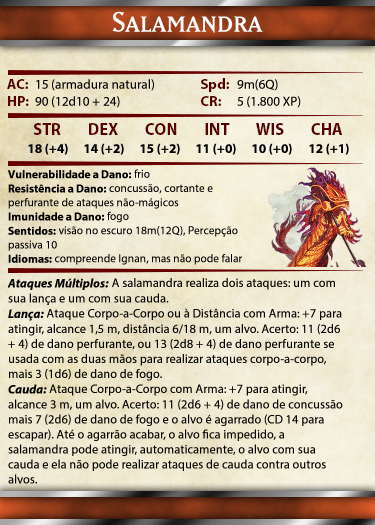 SALAMANDRA
AC: 15 (armadura natural) Spd: 9m(6Q)
HP: 90 (12d10 + 24) CR: 5 (1.800 XP)
STR DEX CON INT WIS CHA
18 (+4) 14 (+2) 15 (+2) 11 (+0) 10 (+0) 12 (+1)
Vulnerabilidade a Dano: frio
Resistência a Dano: concussão, cortante e
perfurante de ataques não-mágicos
Imunidade a Dano: fogo
Sentidos: visão no escuro 18m(12Q), Percepção
passiva 10
Idiomas: compreende Ignan, mas não pode falar
Ataques Múltiplos: A salamandra realiza dois ataques: um com
sua lança e um com sua cauda.
Lança: Ataque Corpo-a-Corpo ou à Distância com Arma: +7 para
atingir, alcance 1,5 m, distância 6/18 m, um alvo. Acerto: 11 (2d6
+ 4) de dano perfurante, ou 13 (2d8 + 4) de dano perfurante se
usada com as duas mãos para realizar ataques corpo-a-corpo,
mais 3 (1d6) de dano de fogo.
Cauda: Ataque Corpo-a-Corpo com Arma: +7 para atingir,
alcance 3 m, um alvo. Acerto: 11 (2d6 + 4) de dano de concussão
mais 7 (2d6) de dano de fogo e o alvo é agarrado (CD 14 para
escapar). Até o agarrão acabar, o alvo fica impedido, a
salamandra pode atingir, automaticamente, o alvo com sua
cauda e ela não pode realizar ataques de cauda contra outros
alvos.